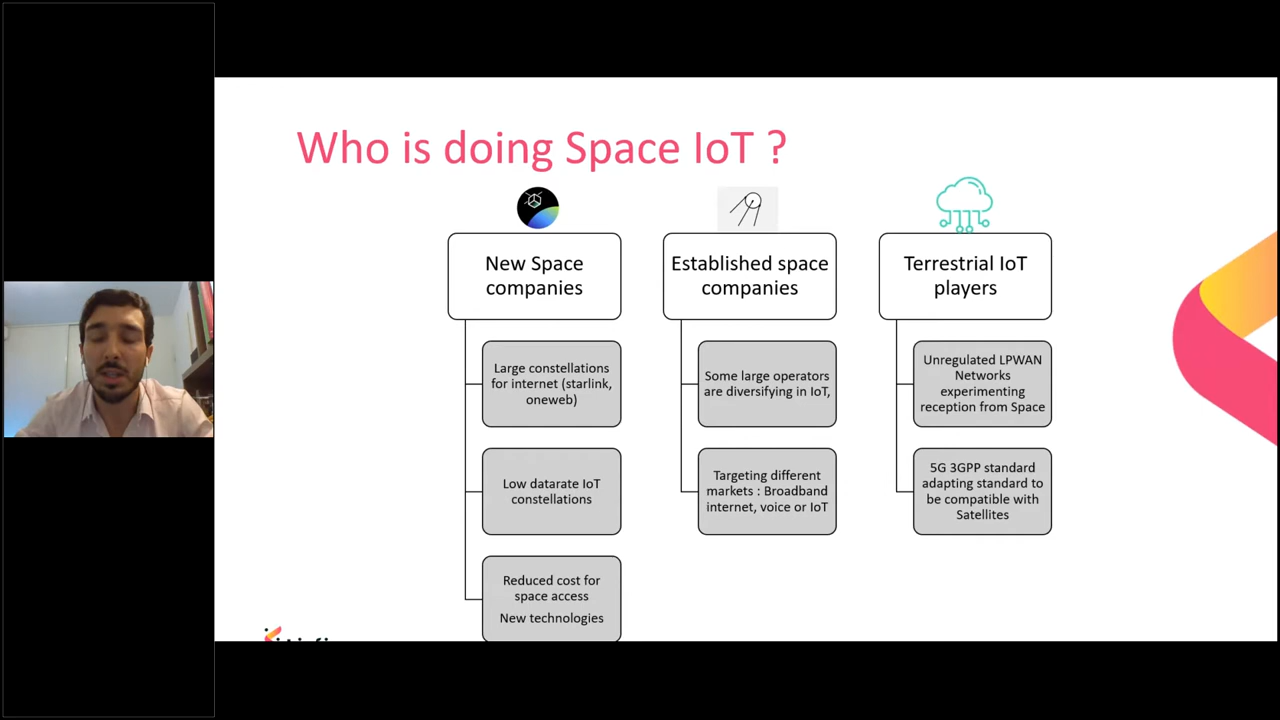 Who is doing Space IoT ?
New Space
companies
Large constellations
for internet (starlink,
oneweb)
Low datarate IoT
constellations
Reduced cost for
space access
New technologies
Established space
companies
Some large operators
are diversifying in IoT,
Targeting different
markets : Broadband
internet, voice or IoT
Terrestrial IoT
players
Unregulated LPWAN
Networks
experimenting
reception from Space
5G 3GPP standard
adapting standard to
be compatible with
Satellites